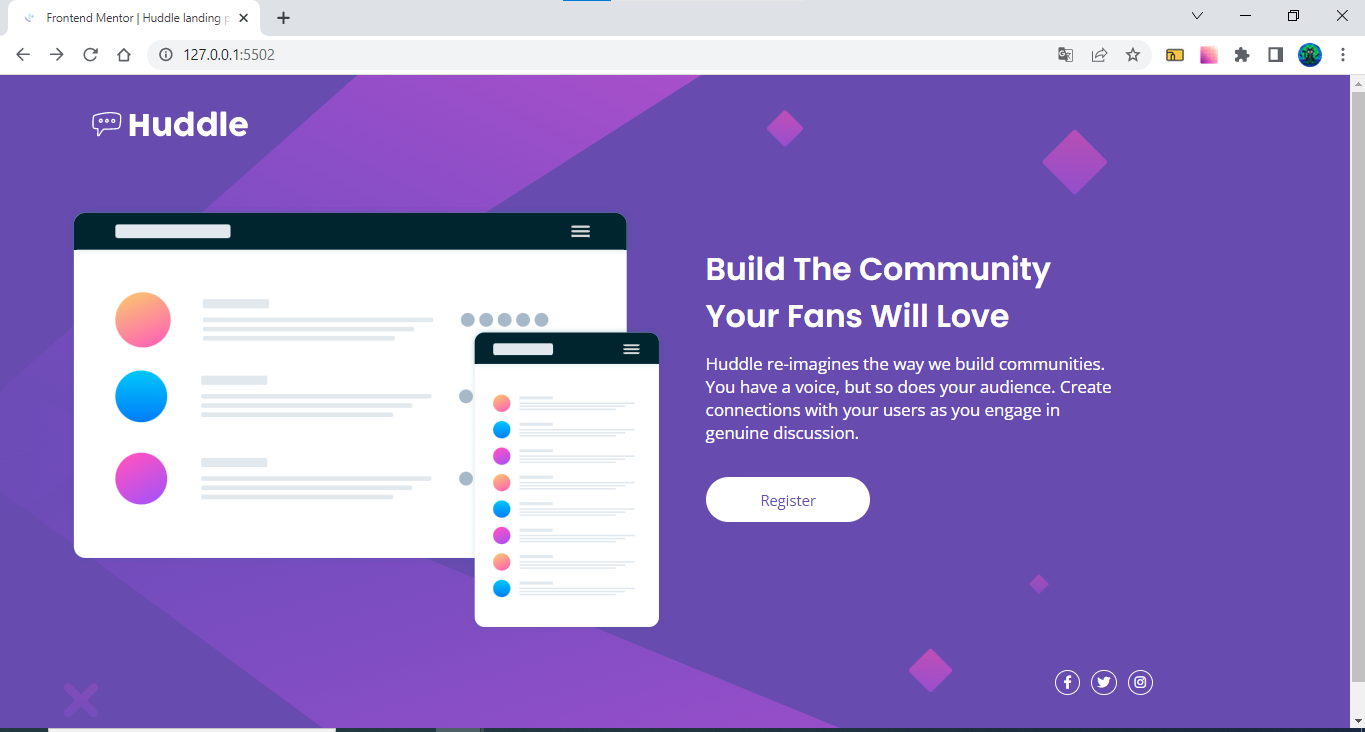 Frontend Mentor | Huddle landing p
127.0.0.1:5502
Huddle
Build The Community
Your Fans Will Love
Huddle re-imagines the way we build communities.
You have a voice, but so does your audience. Create
connections with your users as you engage in
genuine discussion.
Register